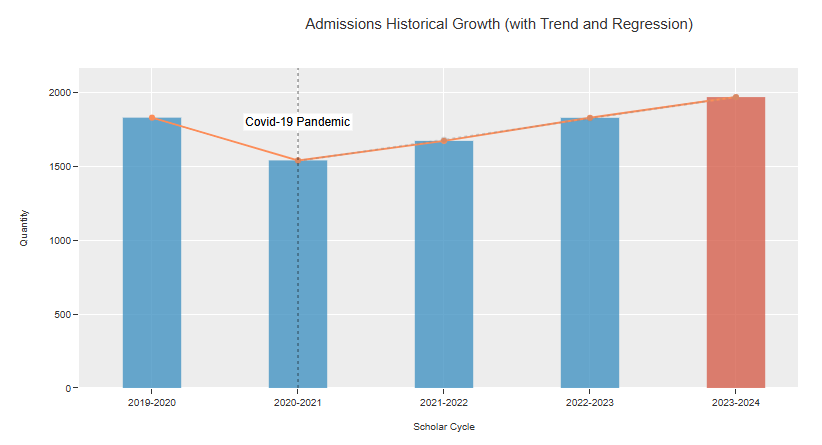 Admissions Historical Growth (with Trend and Regression)
2000
Covid-19 Pandemic
1500
1000
500
0
Quantity
2019-2020 2020-2021 2021-2022 2022-2023 2023-2024
Scholar Cycle